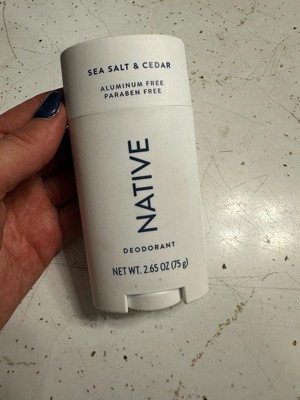 SEA SALT & CEDAR
ALUMINUM FREE
PARABEN FREE
NATIVE
DEODORANT
NET WT. 2.65 OZ (75 g)